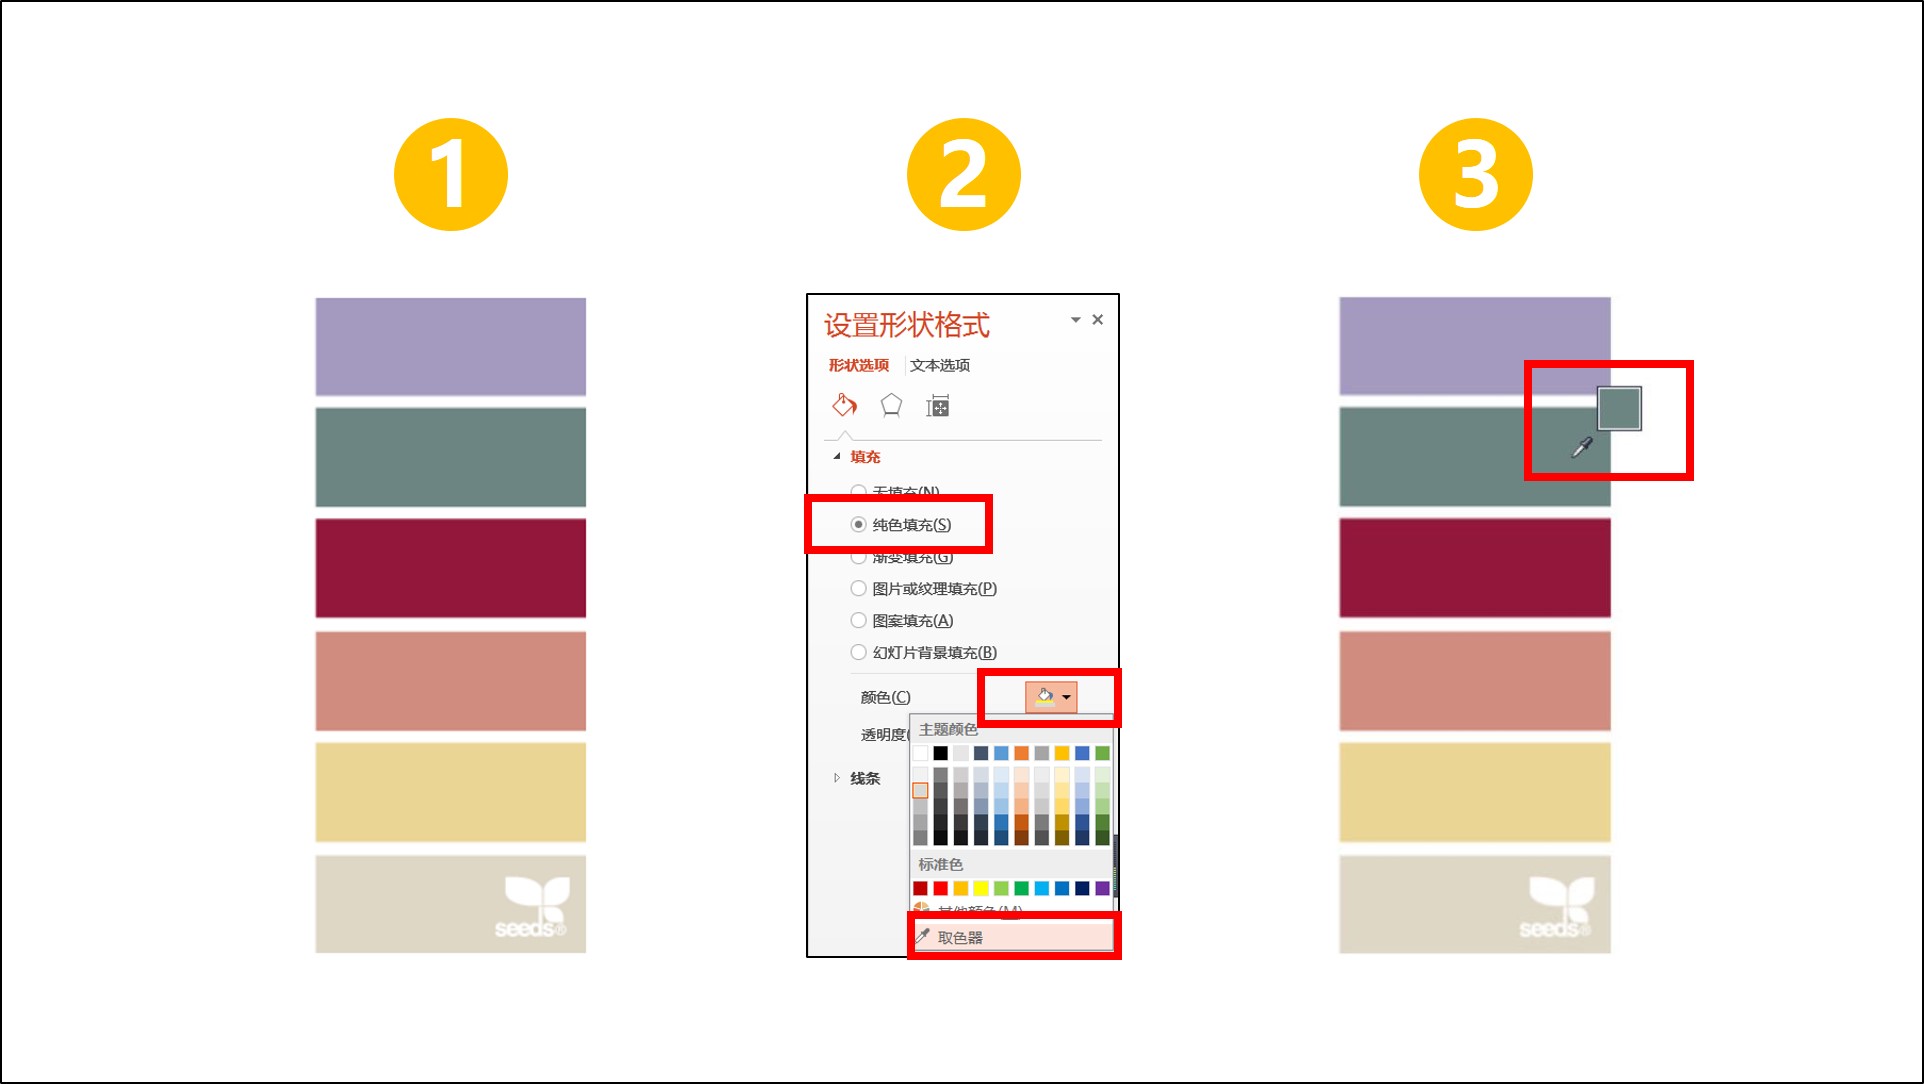 1
2
3
设置形状格式
形状选项 文本选项
填充
无填充(N)
纯色填充(S)
渐变填充(G)
图片或纹理填充(P)
图案填充(A)
幻灯片背景填充(B)
颜色(C)
透明度(
主题颜色
线条
标准色
其他颜色(M)
取色器
seeds®
seeds®